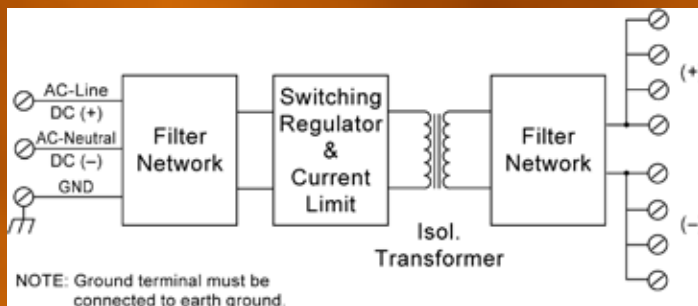 AC-Line
DC (+)
AC-Neutral
DC (–)
GND
Filter
Network
Switching
Regulator
&
Current
Limit
Isol.
Transformer
Filter
Network
(+
(–
NOTE: Ground terminal must be
connected to earth ground.